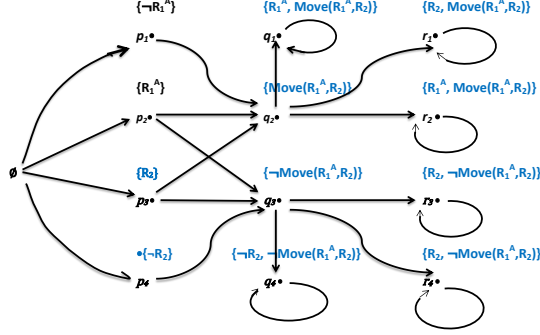 {¬R₁ᴬ} {R₁ᴬ, Move(R₁ᴬ,R₂)} {R₂, Move(R₁ᴬ,R₂)}
p₁• q₁• r₁•
{R₁ᴬ} {Move(R₁ᴬ,R₂)} {R₁ᴬ, Move(R₁ᴬ,R₂)}
p₂• q₂• r₂•
ø {R₂} {¬Move(R₁ᴬ,R₂)} {R₂, ¬Move(R₁ᴬ,R₂)}
p₃• q₃• r₃•
•{¬R₂} {¬R₂, ¬Move(R₁ᴬ,R₂)} {R₂, ¬Move(R₁ᴬ,R₂)}
p₄ q₄• r₄•